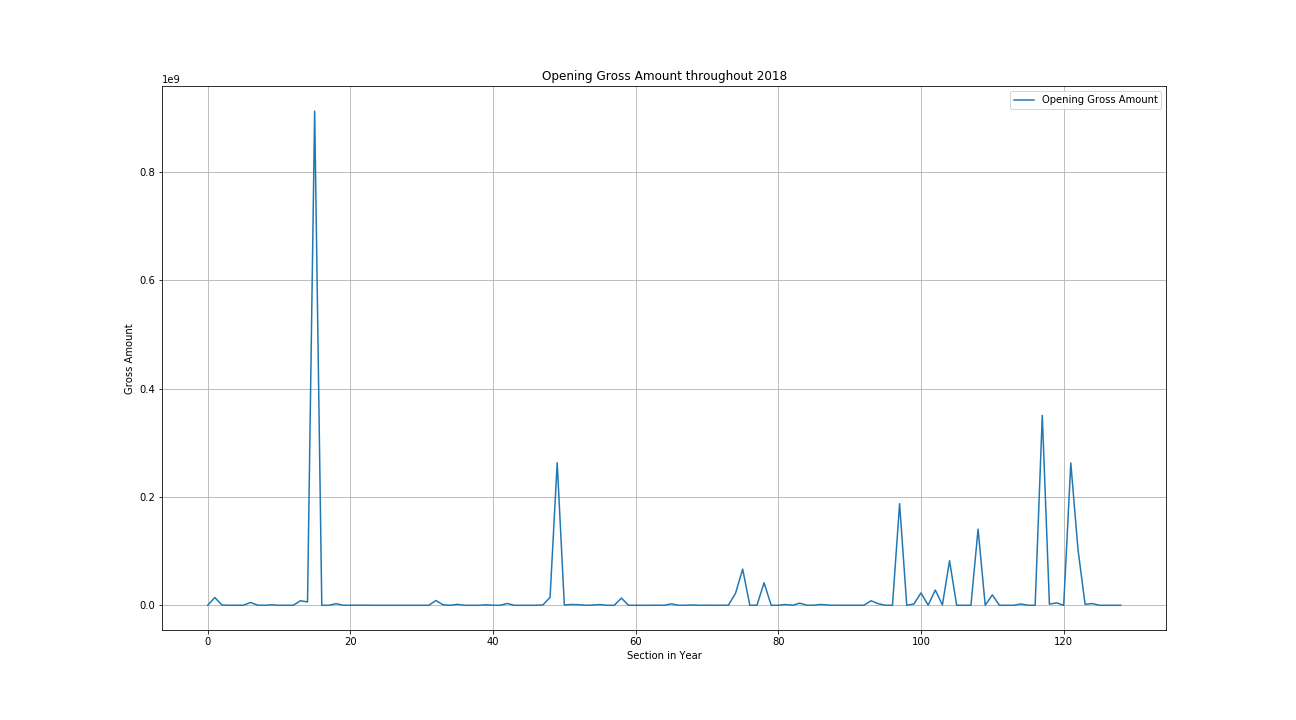 Opening Gross Amount throughout 2018
1e9
Opening Gross Amount
0.8
0.6
0.4
0.2
0.0
Gross Amount
0 20 40 60 80 100 120
Section in Year